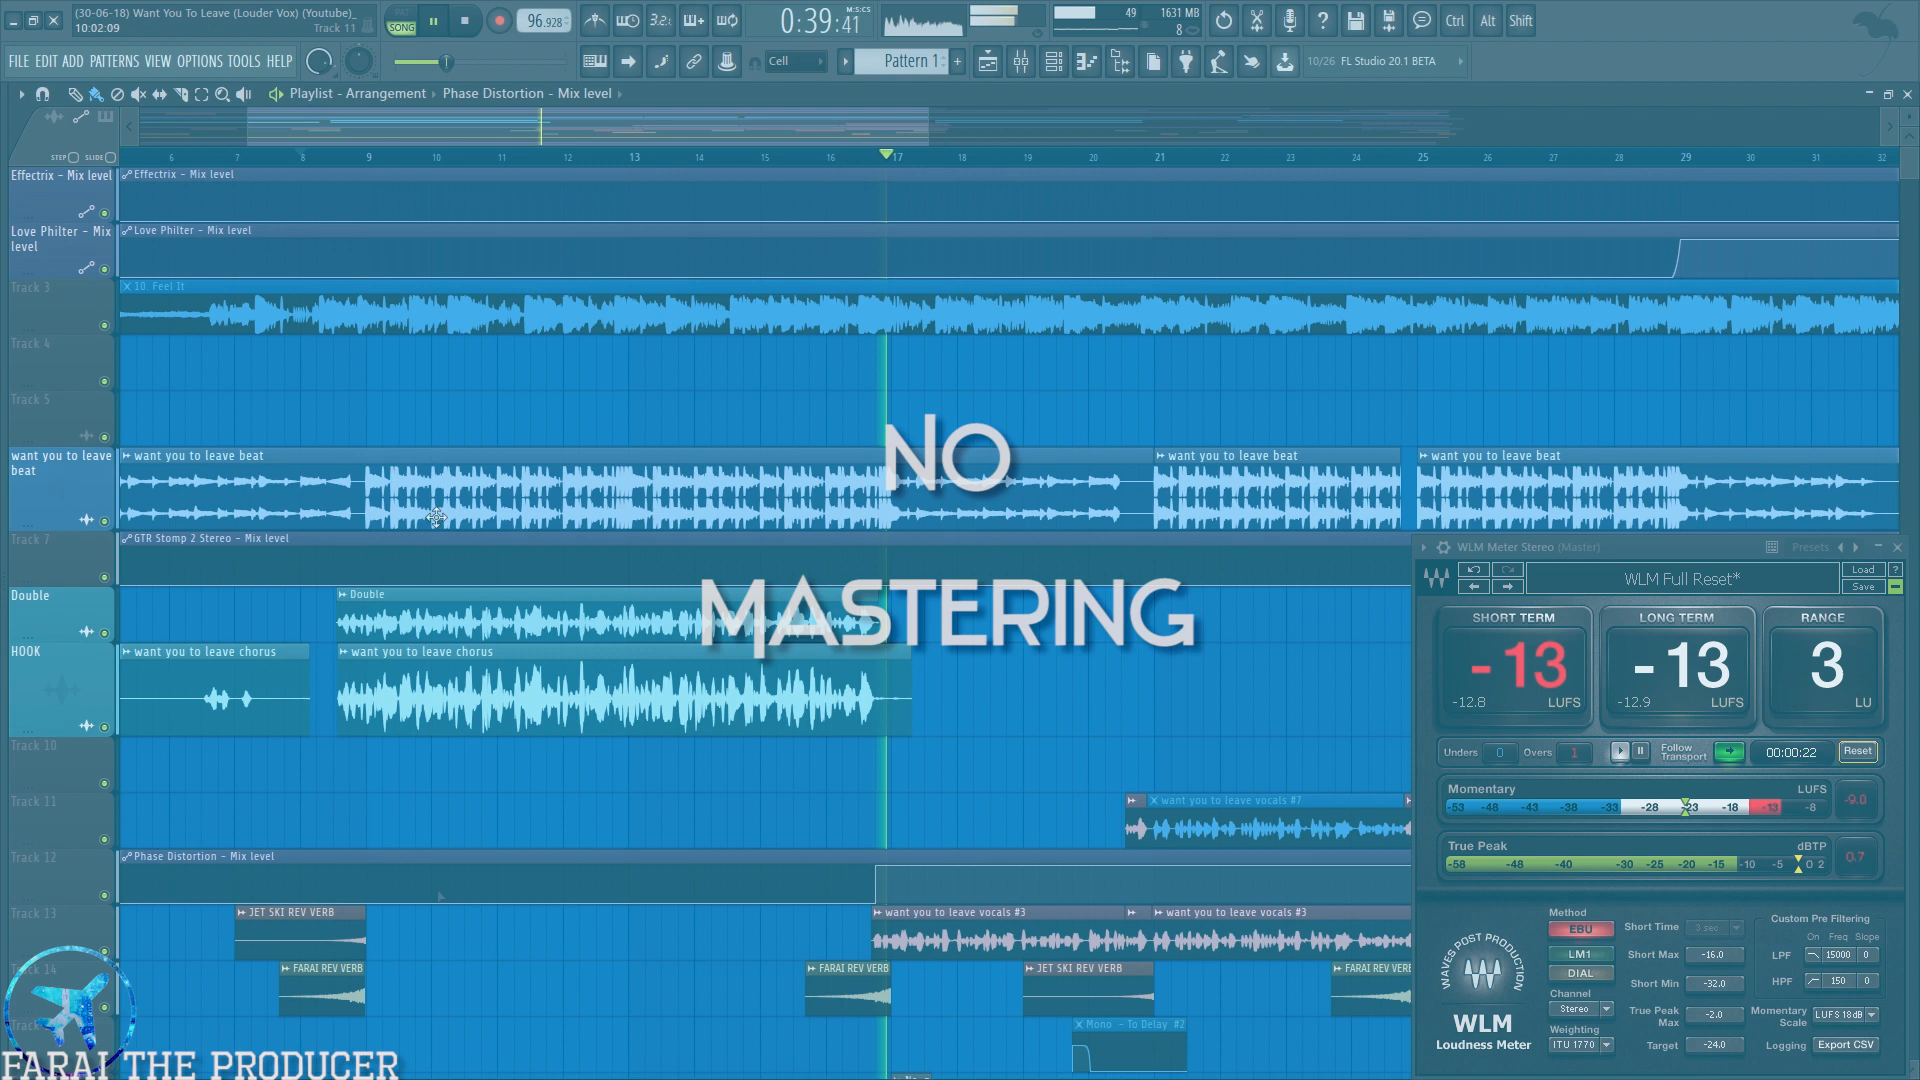 (30-06-18) Want You To Leave (Louder Vox) (Youtube)_
10:02:09 Track 11
PAT
SONG
96.928
3.2.:
0:39:41
M:S:CS
49
1631 MB
8
Ctrl Alt Shift
FILE EDIT ADD PATTERNS VIEW OPTIONS TOOLS HELP
Cell
Pattern 1
10/26 FL Studio 20.1 BETA
Playlist - Arrangement Phase Distortion - Mix level
STEP SLIDE
6 7 8 9 10 11 12 13 14 15 16 17 18 19 20 21 22 23 24 25 26 27 28 29 30 31 32
Effectrix - Mix level
Effectrix - Mix level
Love Philter - Mix level
Love Philter - Mix level
Track 3
10. Feel It
Track 4
Track 5
want you to leave beat
want you to leave beat
want you to leave beat
want you to leave beat
NO
MASTERING
Track 7
GTR Stomp 2 Stereo - Mix level
Double
Double
HOOK
want you to leave chorus
want you to leave chorus
Track 10
Track 11
want you to leave vocals #7
Track 12
Phase Distortion - Mix level
Track 13
JET SKI REV VERB
want you to leave vocals #3
want you to leave vocals #3
14
FARAI REV VERB
FARAI REV VERB
JET SKI REV VERB
FARAI REV VERB
Mono - To Delay #2
FARAI THE PRODUCER
WLM Meter Stereo (Master)
Presets
WLM Full Reset*
Load
?
Save
SHORT TERM
-13
-12.8 LUFS
LONG TERM
-13
-12.9 LUFS
RANGE
3
LU
Unders 0 Overs 1
Follow Transport
00:00:22
Reset
Momentary LUFS
-53 -48 -43 -38 -33 -28 -23 -18 -13 -8
-9.0
True Peak dBTP
-58 -48 -40 -30 -25 -20 -15 -10 -5 0 2
0.7
WAVES POST PRODUCTION
WLM
Loudness Meter
Method
EBU
LM1
DIAL
Channel
Stereo
Weighting
ITU 1770
Short Time 3 sec
Short Max -16.0
Short Min -32.0
True Peak Max -2.0
Target -24.0
Custom Pre Filtering
On Freq Slope
LPF 15000 0
HPF 150 0
Momentary Scale LUFS 18dB
Logging Export CSV